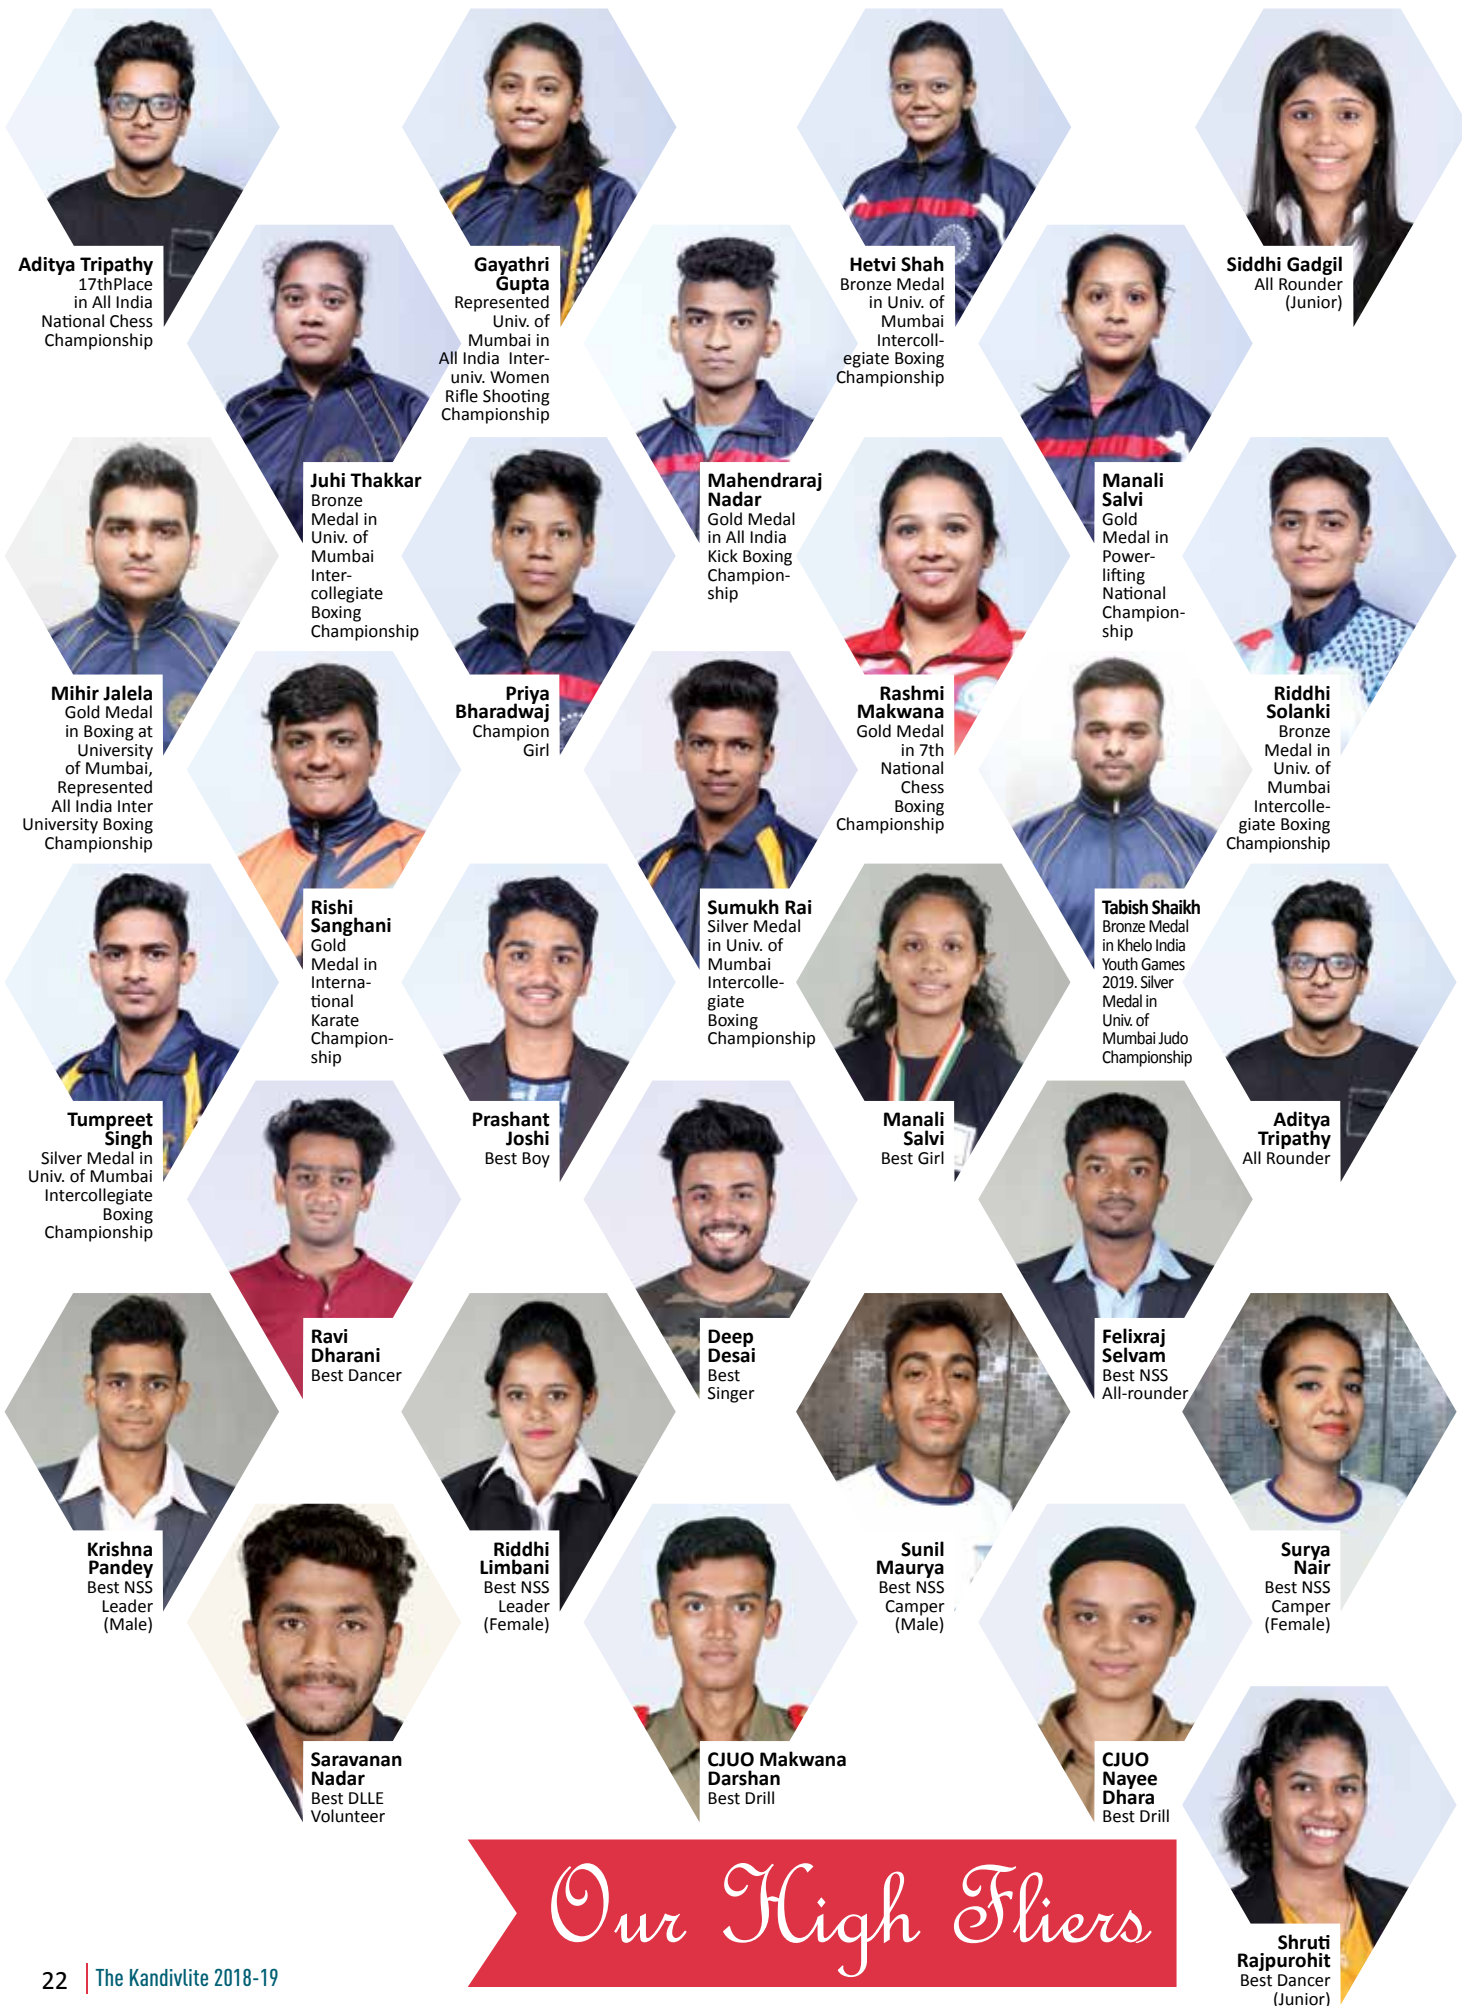 Aditya Tripathy
17thPlace
in All India
National Chess
Championship
Gayathri
Gupta
Represented
Univ. of
Mumbai in
All India Inter-
univ. Women
Rifle Shooting
Championship
Hetvi Shah
Bronze Medal
in Univ. of
Mumbai
Intercoll-
egiate Boxing
Championship
Siddhi Gadgil
All Rounder
(Junior)
Juhi Thakkar
Bronze
Medal in
Univ. of
Mumbai
Inter-
collegiate
Boxing
Championship
Mahendraraj
Nadar
Gold Medal
in All India
Kick Boxing
Champion-
ship
Manali
Salvi
Gold
Medal in
Power-
lifting
National
Champion-
ship
Mihir Jalela
Gold Medal
in Boxing at
University
of Mumbai,
Represented
All India Inter
University Boxing
Championship
Priya
Bharadwaj
Champion
Girl
Rashmi
Makwana
Gold Medal
in 7th
National
Chess
Boxing
Championship
Riddhi
Solanki
Bronze
Medal in
Univ. of
Mumbai
Intercolle-
giate Boxing
Championship
Rishi
Sanghani
Gold
Medal in
Interna-
tional
Karate
Champion-
ship
Sumukh Rai
Silver Medal
in Univ. of
Mumbai
Intercolle-
giate
Boxing
Championship
Tabish Shaikh
Bronze Medal
in Khelo India
Youth Games
2019. Silver
Medal in
Univ. of
Mumbai Judo
Championship
Tumpreet
Singh
Silver Medal in
Univ. of Mumbai
Intercollegiate
Boxing
Championship
Prashant
Joshi
Best Boy
Manali
Salvi
Best Girl
Aditya
Tripathy
All Rounder
Ravi
Dharani
Best Dancer
Deep
Desai
Best
Singer
Felixraj
Selvam
Best NSS
All-rounder
Krishna
Pandey
Best NSS
Leader
(Male)
Riddhi
Limbani
Best NSS
Leader
(Female)
Sunil
Maurya
Best NSS
Camper
(Male)
Surya
Nair
Best NSS
Camper
(Female)
Saravanan
Nadar
Best DLLE
Volunteer
CJUO Makwana
Darshan
Best Drill
CJUO
Nayee
Dhara
Best Drill
Shruti
Rajpurohit
Best Dancer
(Junior)
Our High Fliers
22 The Kandivlite 2018-19